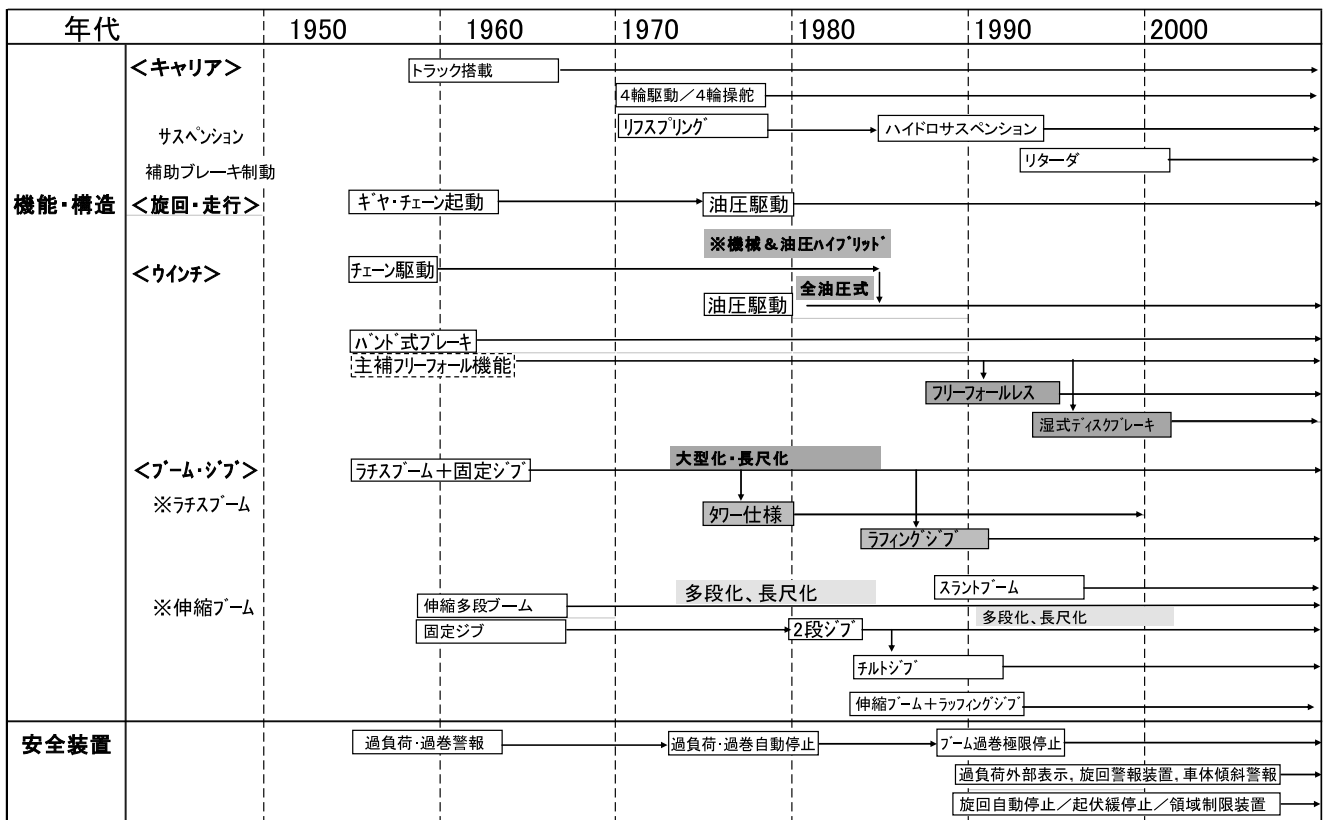 年代 1950 1960 1970 1980 1990 2000
＜キャリア＞ トラック搭載
４輪駆動／４輪操舵
サスペンション リフスプリング ハイドロサスペンション
補助ブレーキ制動 リターダ
機能・構造 ＜旋回・走行＞ ギヤ・チェーン起動 油圧駆動
※機械＆油圧ハイブリット
＜ウインチ＞ チェーン駆動
全油圧式
油圧駆動
バンド式ブレーキ
主補フリーフォール機能
フリーフォールレス
湿式ディスクブレーキ
大型化・長尺化
＜ブーム・ジブ＞ ラチスブーム＋固定ジブ
※ラチスブーム タワー仕様
ラフィングジブ
スラントブーム
多段化、長尺化
※伸縮ブーム 伸縮多段ブーム
多段化、長尺化
固定ジブ 2段ジブ
チルトジブ
伸縮ブーム＋ラッフィングジブ
安全装置 過負荷・過巻警報 過負荷・過巻自動停止 ブーム過巻極限停止
過負荷外部表示，旋回警報装置，車体傾斜警報
旋回自動停止／起伏緩停止／領域制限装置